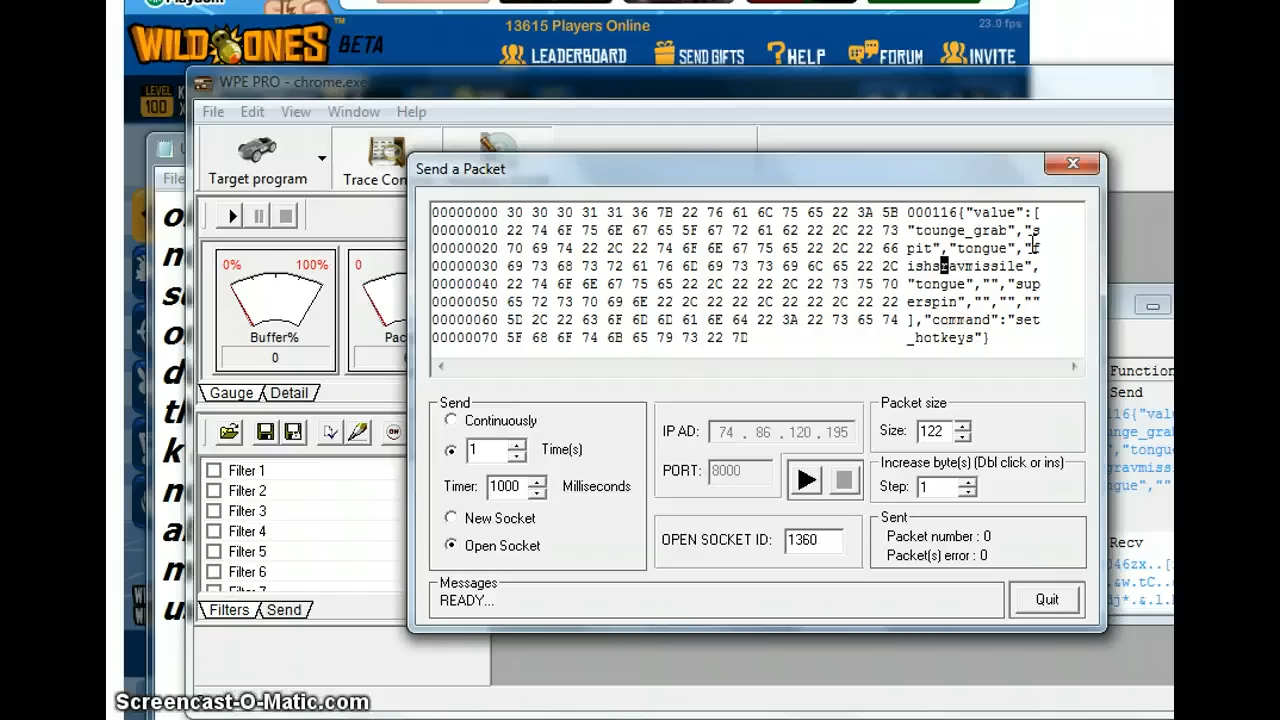 13615 Players Online
23.0 fps
WILD ONES
TM
BETA
LEADERBOARD
SEND GIFTS
HELP
FORUM
INVITE
LEVEL
100
WPE PRO - chrome.exe
File Edit View Window Help
Target program
Trace Con
File
Send a Packet
00000000 30 30 30 31 31 36 7B 22 76 61 6C 75 65 22 3A 5B 000116{"value":[
00000010 22 74 6F 75 6E 67 65 5F 67 72 61 62 22 2C 22 73 "tounge_grab","s
00000020 70 69 74 22 2C 22 74 6F 6E 67 75 65 22 2C 22 66 pit","tongue","f
00000030 69 73 68 73 72 61 76 6D 69 73 73 69 6C 65 22 2C ishsravmissile",
00000040 22 74 6F 6E 67 75 65 22 2C 22 22 2C 22 73 75 70 "tongue","","sup
00000050 65 72 73 70 69 6E 22 2C 22 22 2C 22 22 2C 22 22 erspin","","",""
00000060 5D 2C 22 63 6F 6D 6D 61 6E 64 22 3A 22 73 65 74 ],"command":"set
00000070 5F 68 6F 74 6B 65 79 73 22 7D _hotkeys"}
0% 100%
Buffer%
0
0
Pac
Gauge Detail
Send
Continuously
1 Time(s)
Timer: 1000 Milliseconds
New Socket
Open Socket
IP AD: 74 . 86 . 120 . 195
PORT: 8000
OPEN SOCKET ID: 1360
Packet size
Size: 122
Increase byte(s) (Dbl click or ins)
Step: 1
Sent
Packet number : 0
Packet(s) error : 0
Messages
READY...
Quit
ON
Filter 1
Filter 2
Filter 3
Filter 4
Filter 5
Filter 6
Filters Send
Function
Send
116{"valu
Recv
Screencast-O-Matic.com